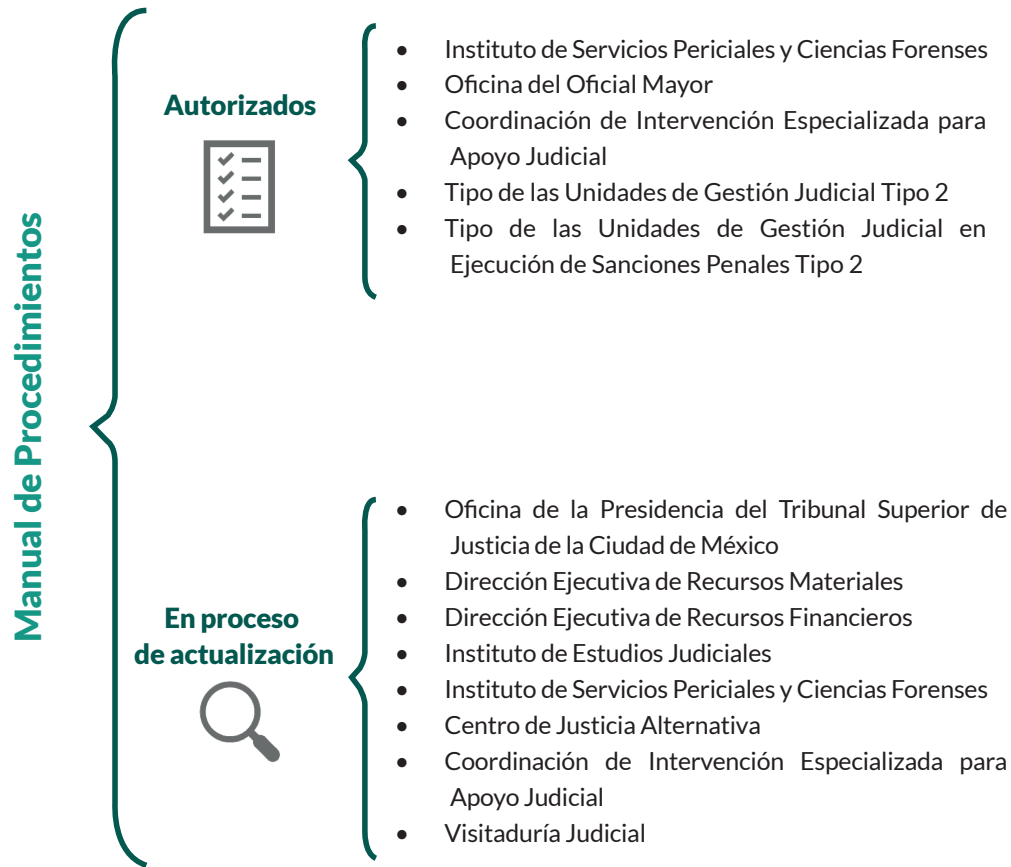 Manual de Procedimientos
Autorizados
• Instituto de Servicios Periciales y Ciencias Forenses
• Oficina del Oficial Mayor
• Coordinación de Intervención Especializada para
Apoyo Judicial
• Tipo de las Unidades de Gestión Judicial Tipo 2
• Tipo de las Unidades de Gestión Judicial en
Ejecución de Sanciones Penales Tipo 2
En proceso
de actualización
• Oficina de la Presidencia del Tribunal Superior de
Justicia de la Ciudad de México
• Dirección Ejecutiva de Recursos Materiales
• Dirección Ejecutiva de Recursos Financieros
• Instituto de Estudios Judiciales
• Instituto de Servicios Periciales y Ciencias Forenses
• Centro de Justicia Alternativa
• Coordinación de Intervención Especializada para
Apoyo Judicial
• Visitaduría Judicial